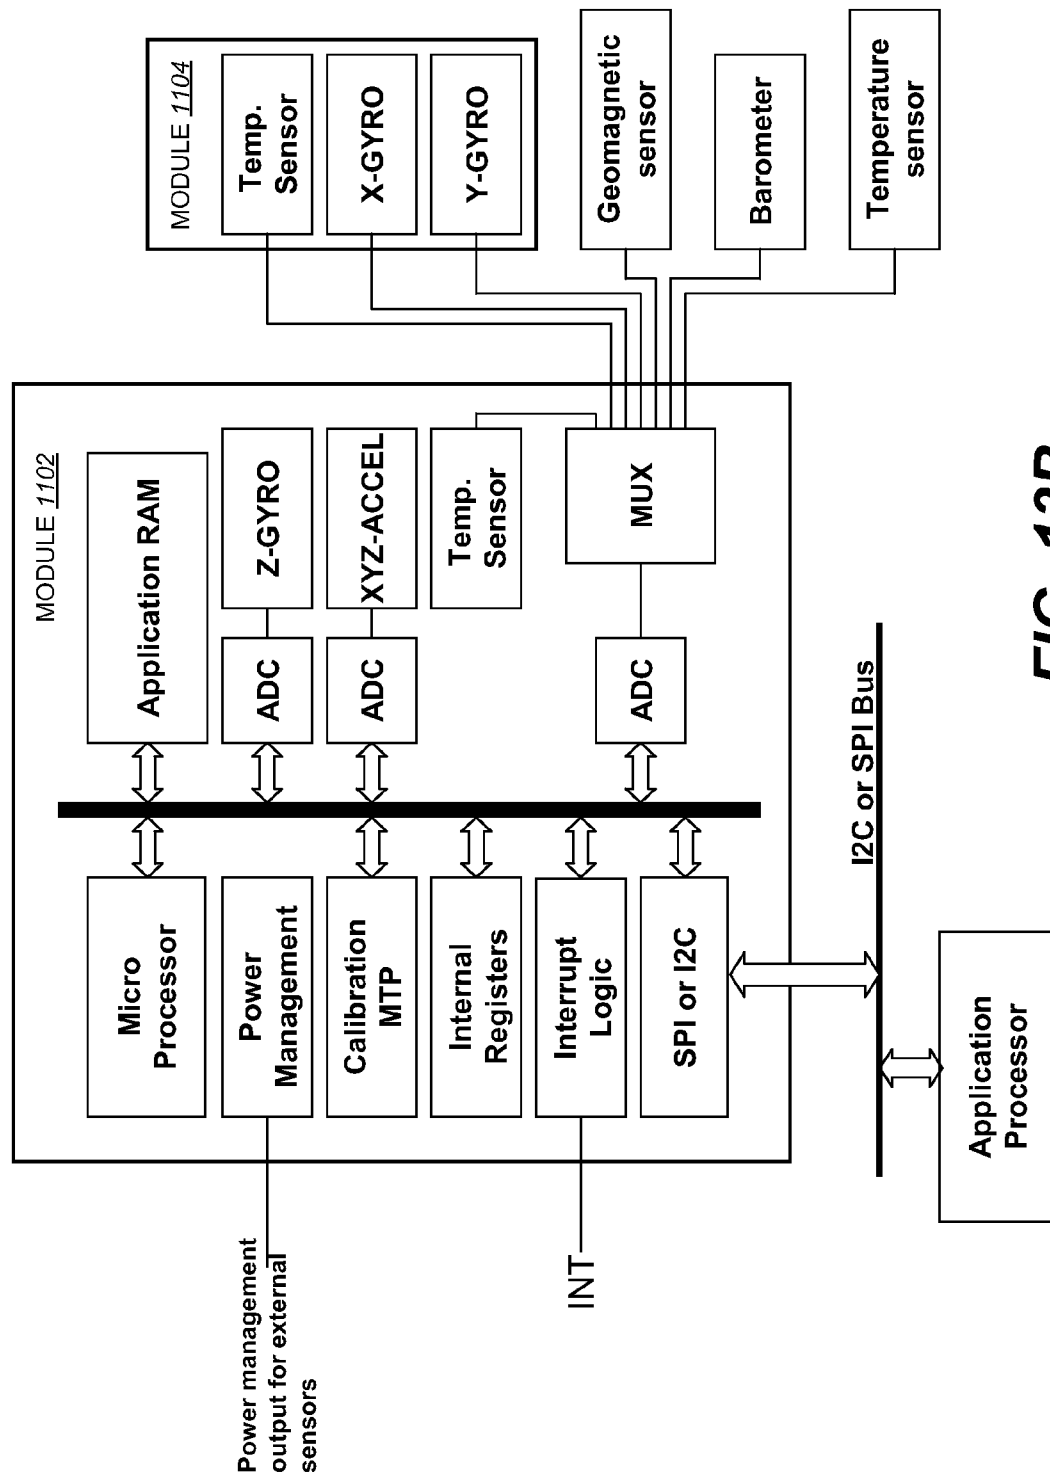 MODULE 1102
MODULE 1104
Micro
Processor
Application RAM
Temp.
Sensor
Power management
output for external
sensors
Power
Management
ADC
Z-GYRO
X-GYRO
Calibration
MTP
ADC
XYZ-ACCEL
Y-GYRO
Internal
Registers
Temp.
Sensor
INT
Interrupt
Logic
Geomagnetic
sensor
SPI or I2C
ADC
MUX
Barometer
I2C or SPI Bus
Temperature
sensor
Application
Processor
FIG.